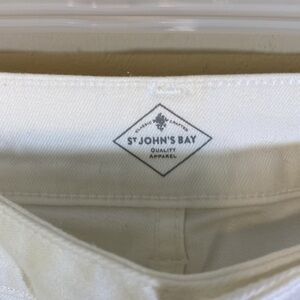 CLASSIC CRAFTED
ST JOHN'S BAY
QUALITY
APPAREL